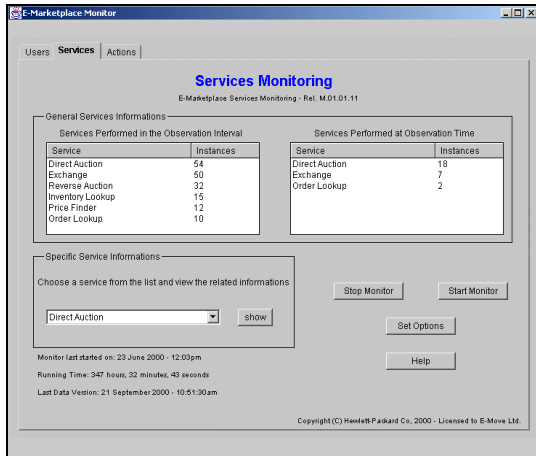 E-Marketplace Monitor
Users Services Actions
Services Monitoring
E-Marketplace Services Monitoring - Rel. M.01.01.11
General Services Informations
Services Performed in the Observation Interval
Service Instances
Direct Auction 54
Exchange 50
Reverse Auction 32
Inventory Lookup 15
Price Finder 12
Order Lookup 10
Services Performed at Observation Time
Service Instances
Direct Auction 18
Exchange 7
Order Lookup 2
Specific Service Informations
Choose a service from the list and view the related informations
Direct Auction show
Stop Monitor Start Monitor
Set Options
Help
Monitor last started on: 23 June 2000 - 12:03pm
Running Time: 347 hours, 32 minutes, 43 seconds
Last Data Version: 21 September 2000 - 10:51:30am
Copyright (C) Hewlett-Packard Co, 2000 - Licensed to E-Move Ltd.